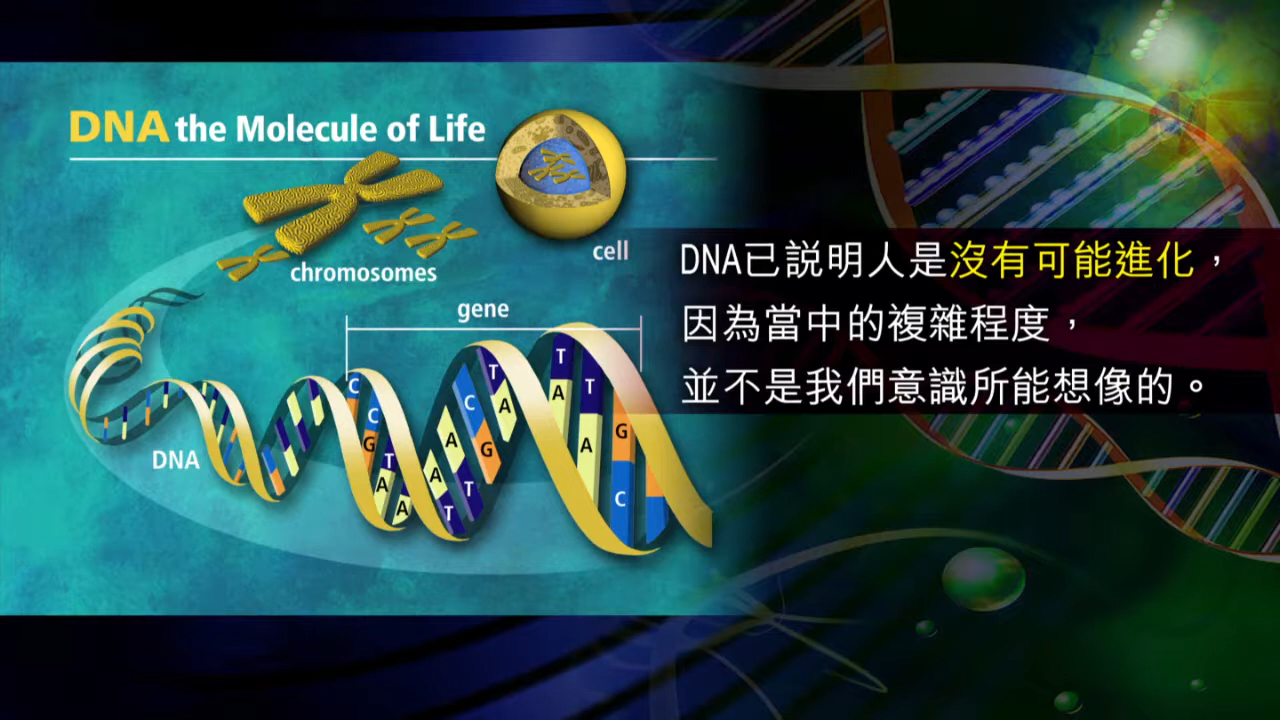 DNA the Molecule of Life
cell
chromosomes
gene
DNA
C
C
G
T
A
A
A
A
T
T
C
G
T
A
T
A
T
A
G
C
DNA已説明人是沒有可能進化，
因為當中的複雜程度，
並不是我們意識所能想像的。